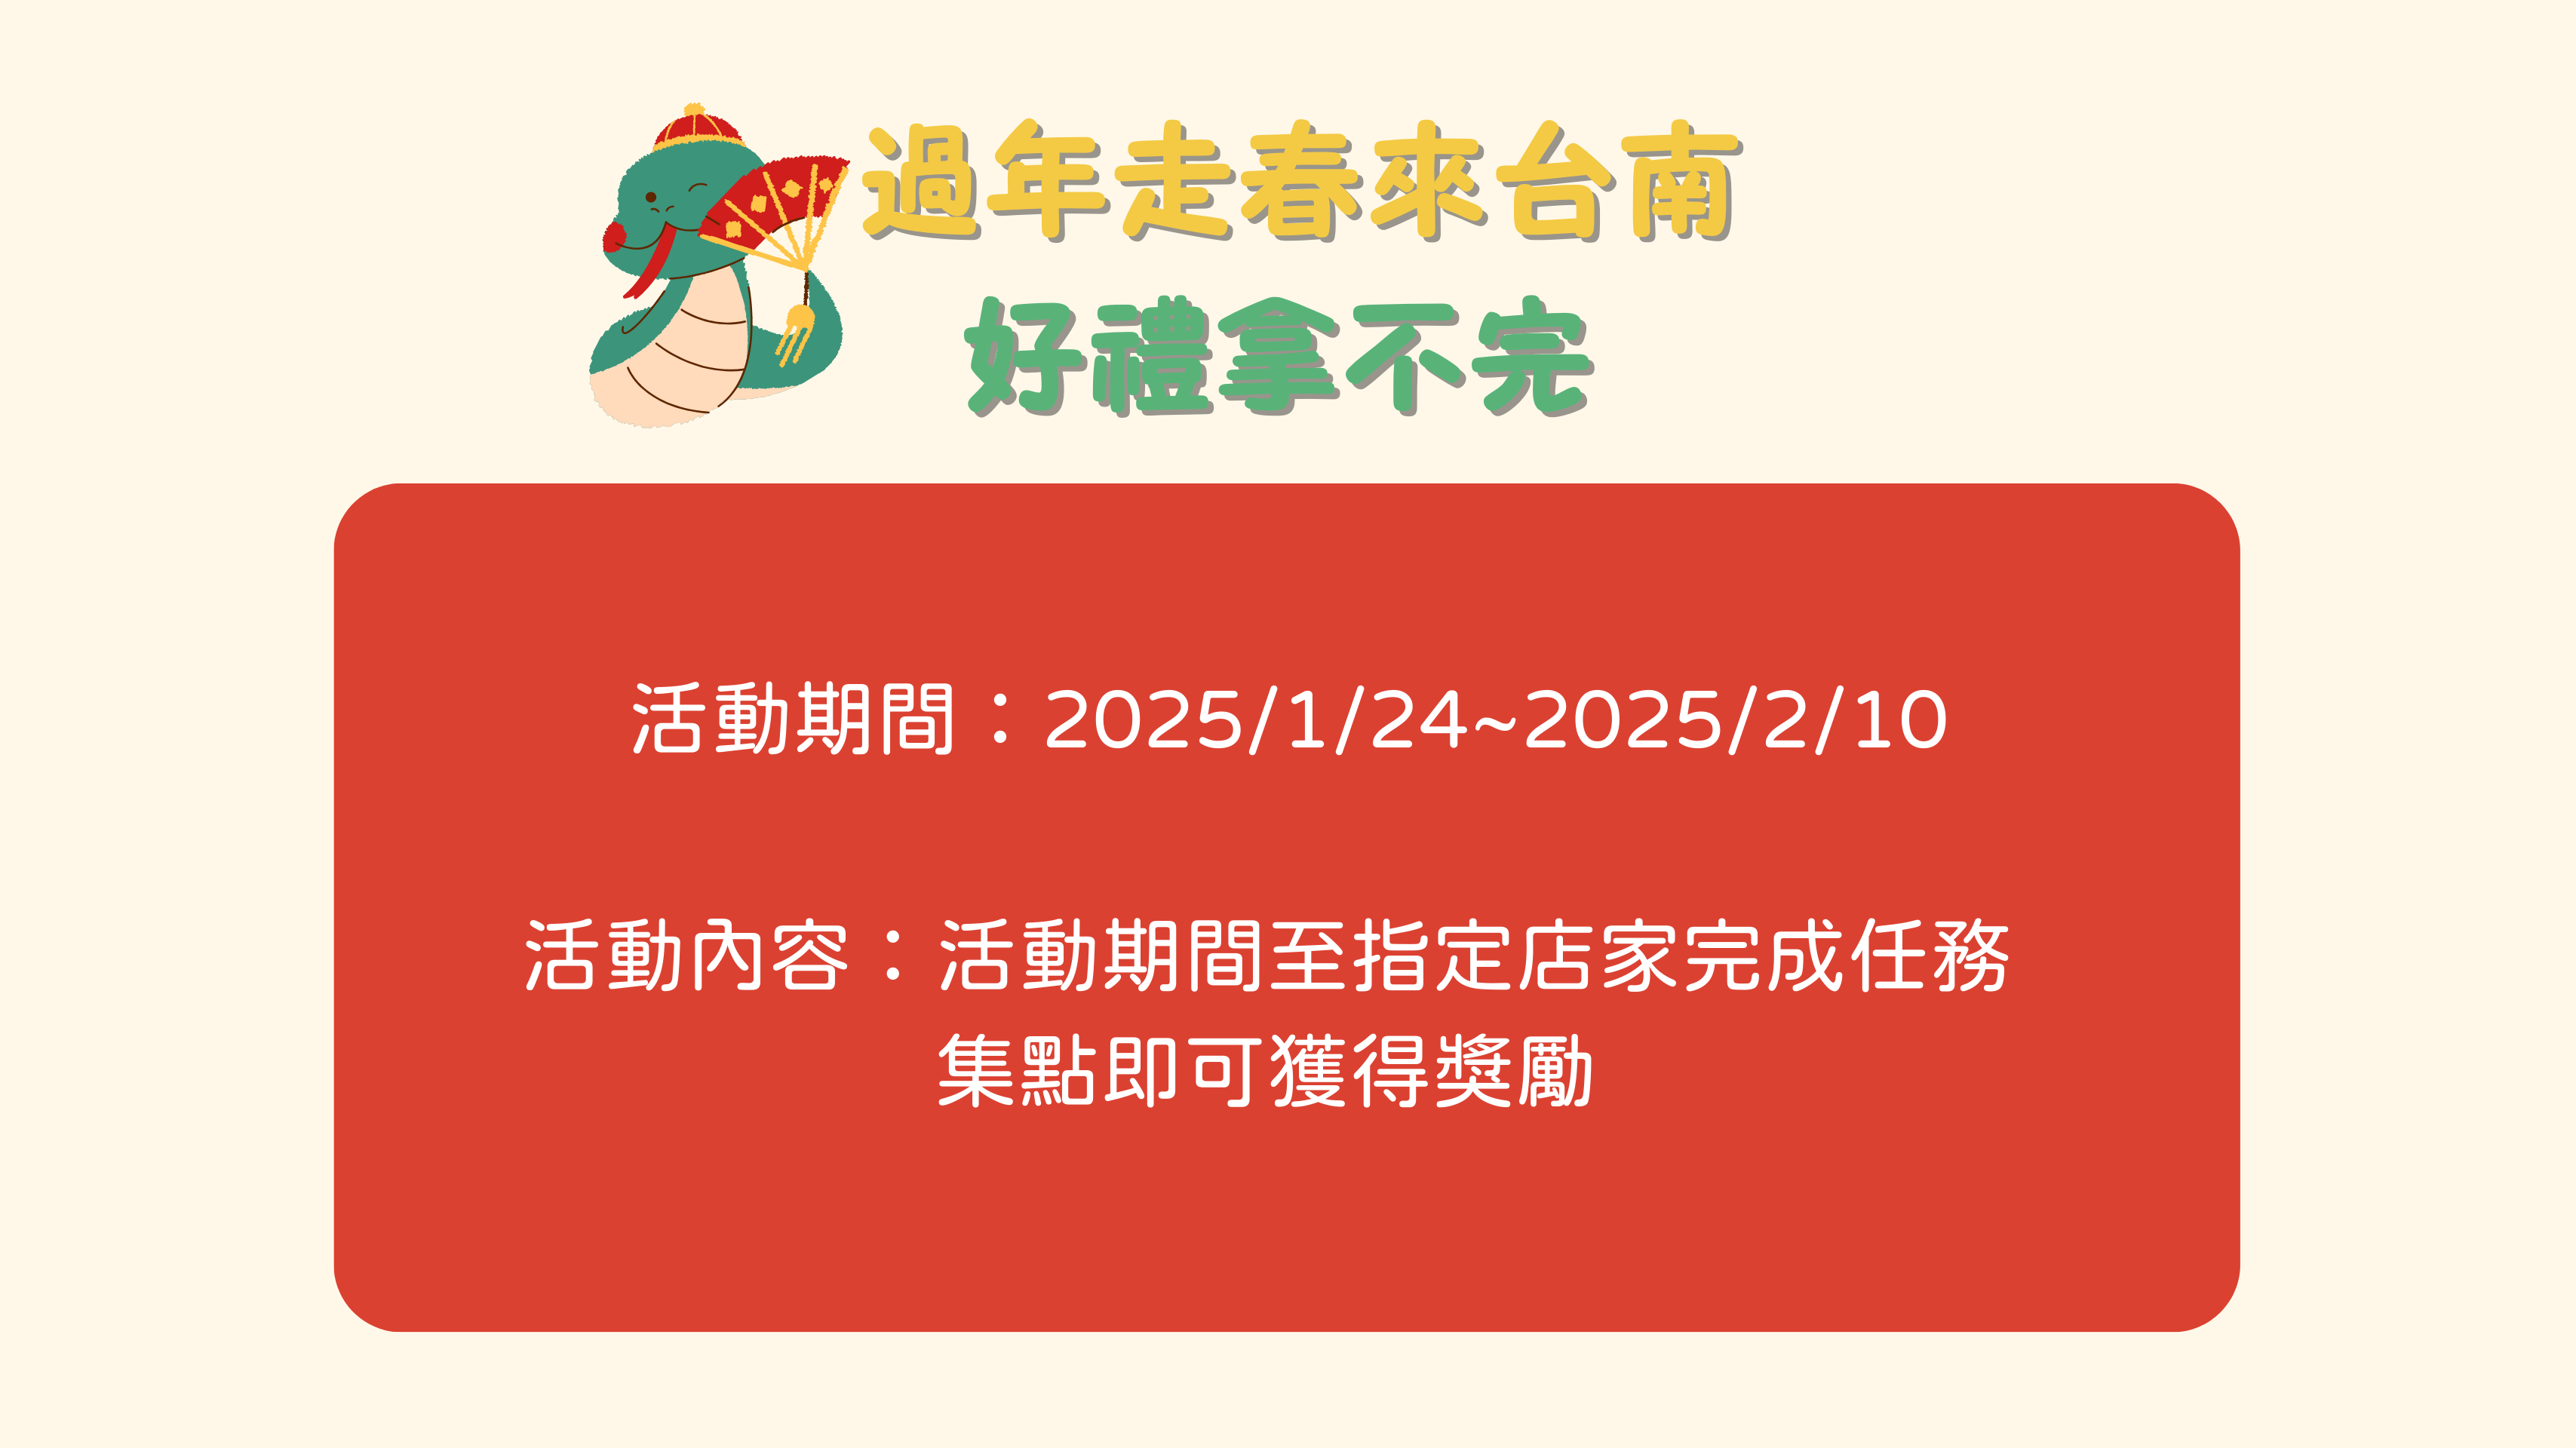 過年走春來台南
好禮拿不完
活動期間：2025/1/24~2025/2/10
活動內容：活動期間至指定店家完成任務
集點即可獲得獎勵